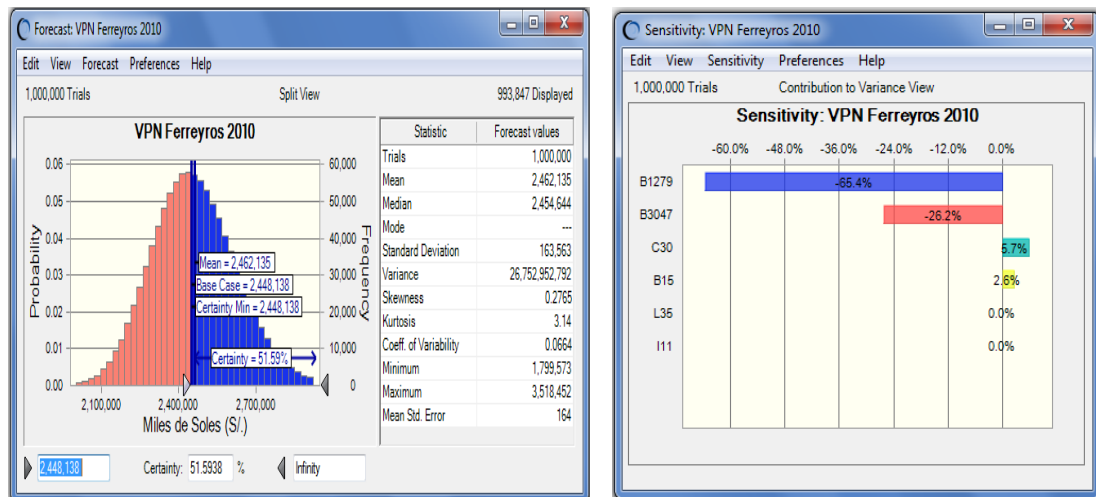 Forecast: VPN Ferreyros 2010
Edit View Forecast Preferences Help
1,000,000 Trials Split View 993,847 Displayed
VPN Ferreyros 2010
0.06
0.05
0.04
0.03
0.02
0.01
0.00
Probability
60,000
50,000
40,000
30,000
20,000
10,000
0
Frequency
Mean = 2,462,135
Base Case = 2,448,138
Certainty Min = 2,448,138
Certainty = 51.59%
2,100,000 2,400,000 2,700,000
Miles de Soles (S/.)
Statistic Forecast values
Trials 1,000,000
Mean 2,462,135
Median 2,454,644
Mode ---
Standard Deviation 163,563
Variance 26,752,952,792
Skewness 0.2765
Kurtosis 3.14
Coeff. of Variability 0.0664
Minimum 1,799,573
Maximum 3,518,452
Mean Std. Error 164
2,448,138 Certainty: 51.5938 % Infinity
Sensitivity: VPN Ferreyros 2010
Edit View Sensitivity Preferences Help
1,000,000 Trials Contribution to Variance View
Sensitivity: VPN Ferreyros 2010
-60.0% -48.0% -36.0% -24.0% -12.0% 0.0%
B1279 -65.4%
B3047 -26.2%
C30 5.7%
B15 2.6%
L35 0.0%
I11 0.0%